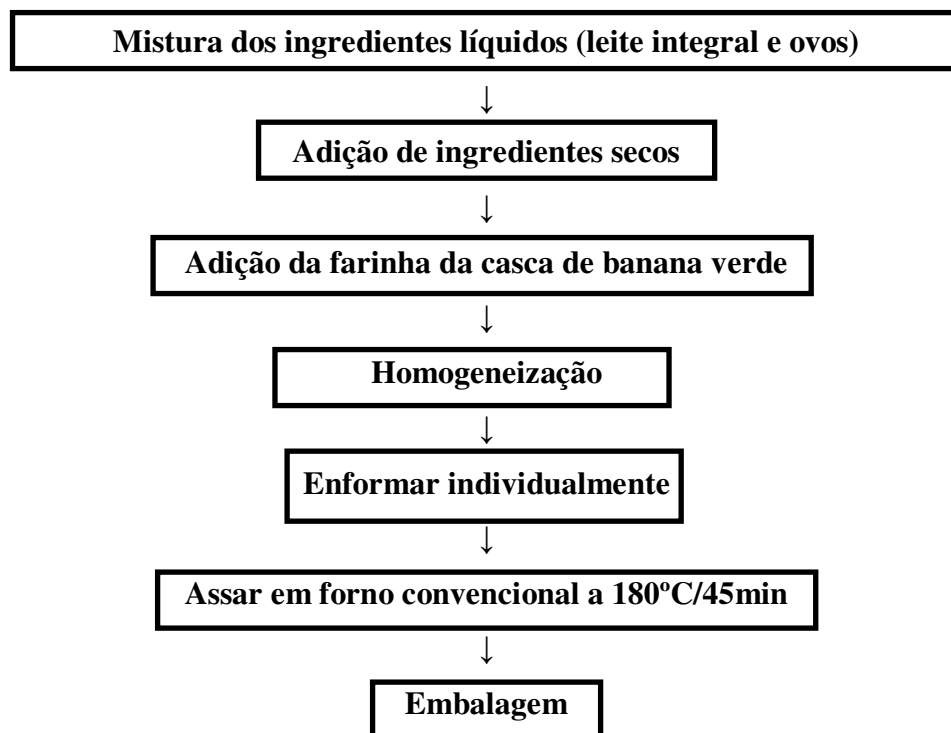 Mistura dos ingredientes líquidos (leite integral e ovos)
↓
Adição de ingredientes secos
↓
Adição da farinha da casca de banana verde
↓
Homogeneização
↓
Enformar individualmente
↓
Assar em forno convencional a 180ºC/45min
↓
Embalagem